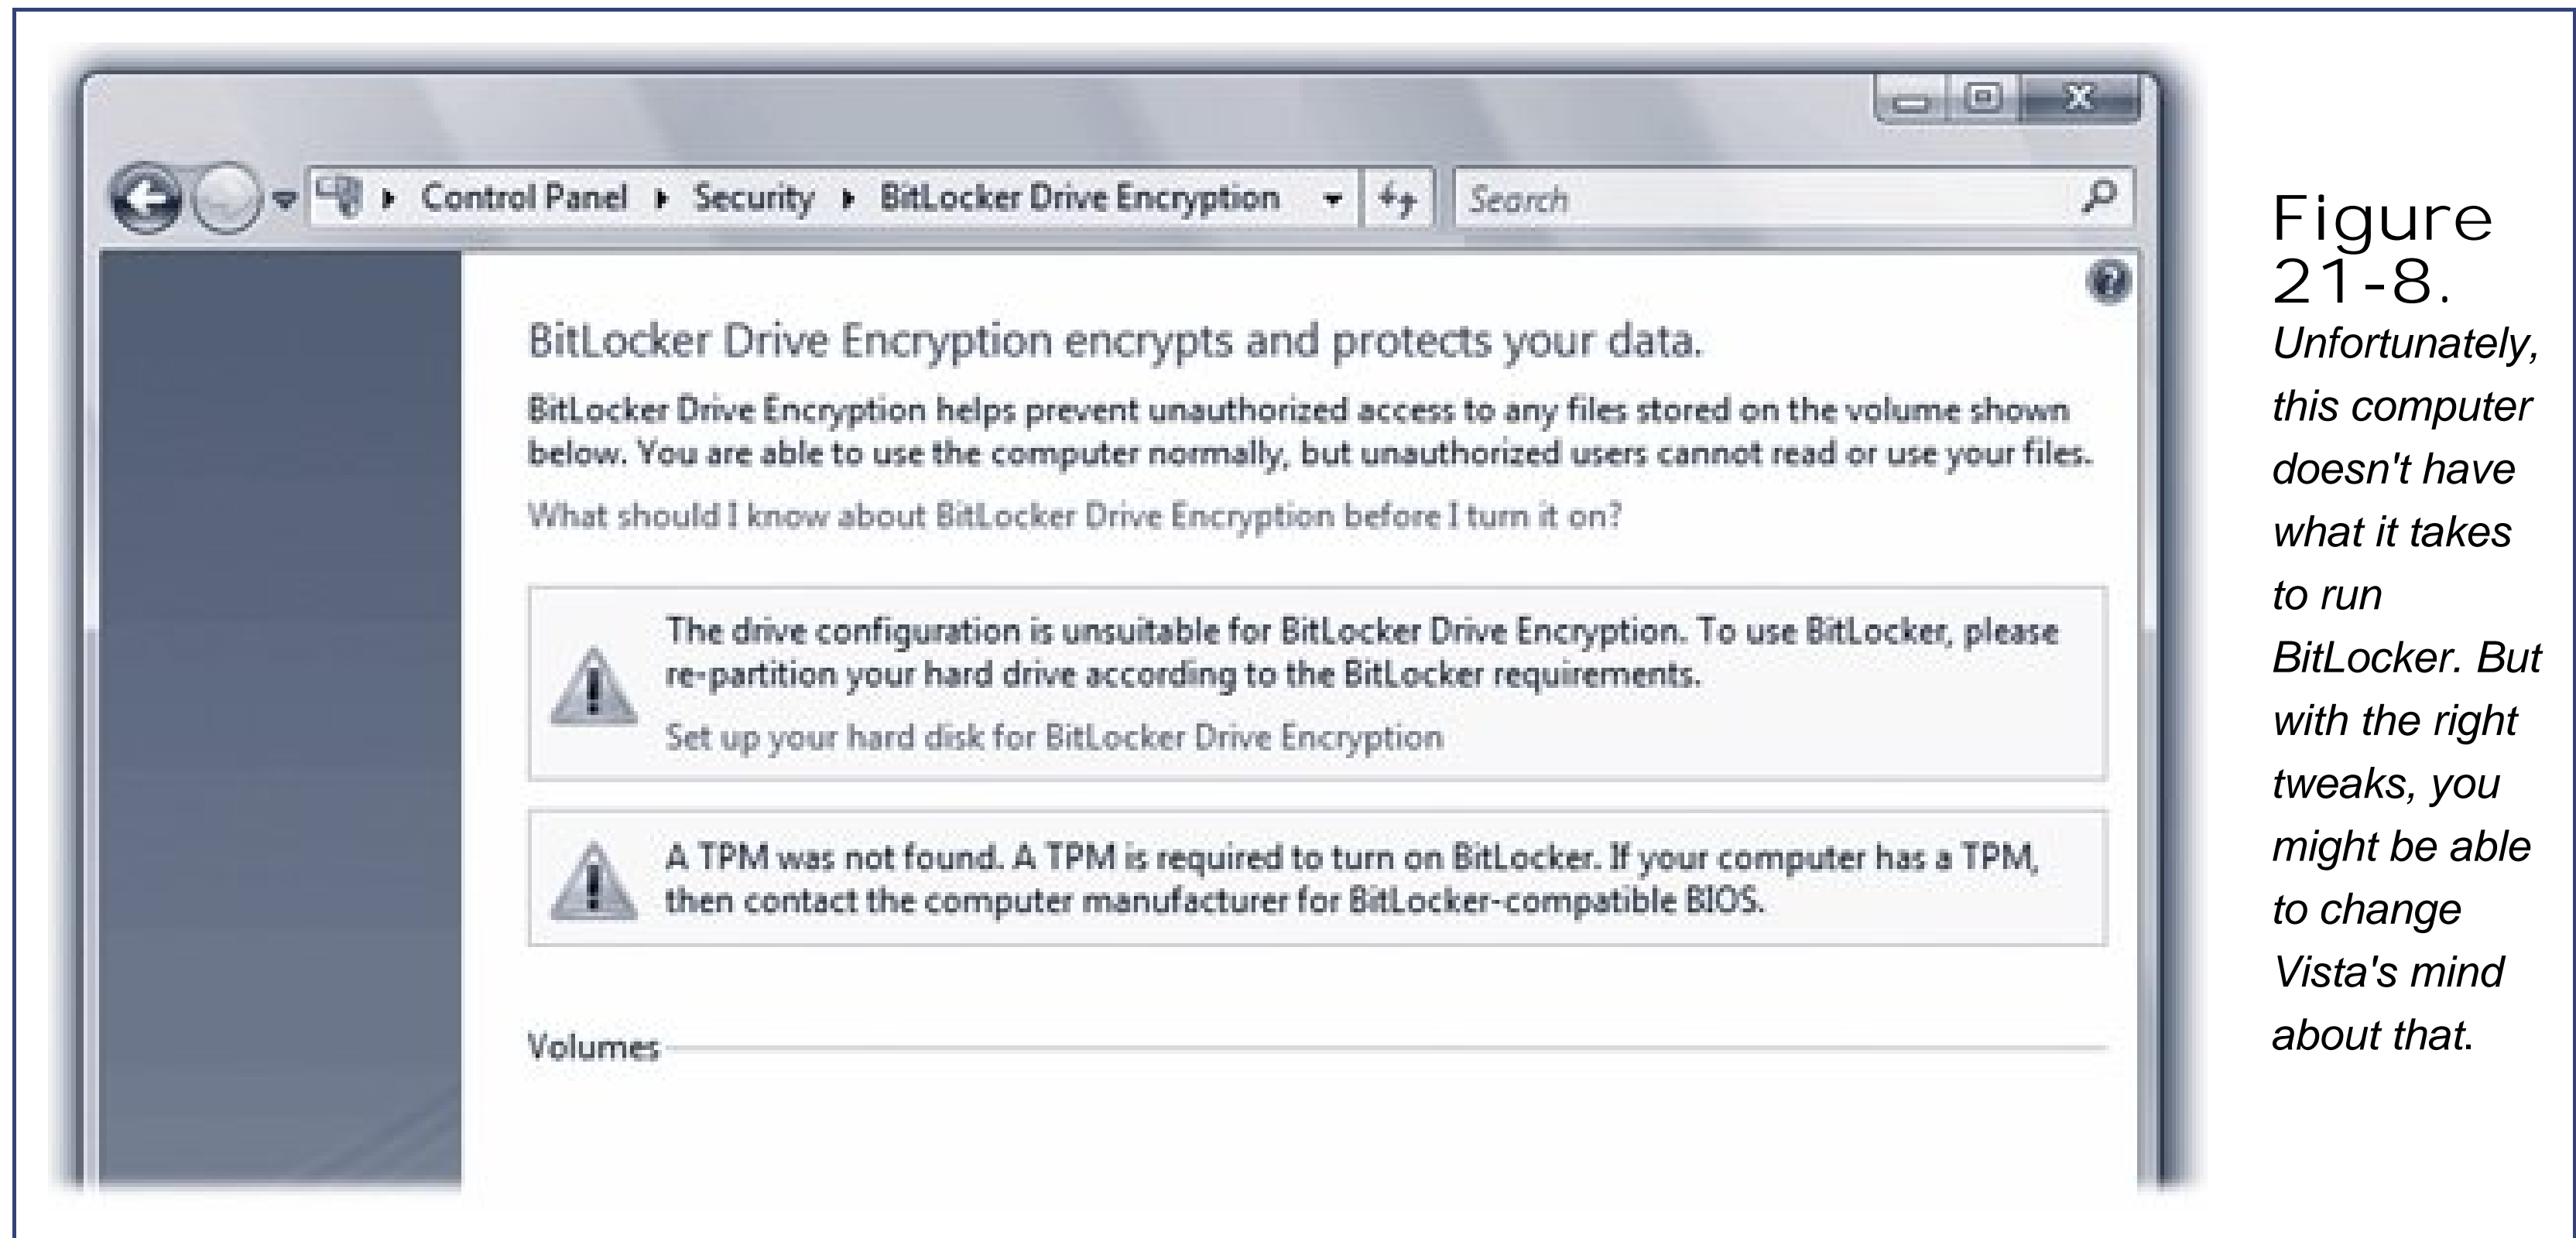 Control Panel Security BitLocker Drive Encryption Search
BitLocker Drive Encryption encrypts and protects your data.
BitLocker Drive Encryption helps prevent unauthorized access to any files stored on the volume shown
below. You are able to use the computer normally, but unauthorized users cannot read or use your files.
What should I know about BitLocker Drive Encryption before I turn it on?
The drive configuration is unsuitable for BitLocker Drive Encryption. To use BitLocker, please
re-partition your hard drive according to the BitLocker requirements.
Set up your hard disk for BitLocker Drive Encryption
A TPM was not found. A TPM is required to turn on BitLocker. If your computer has a TPM,
then contact the computer manufacturer for BitLocker-compatible BIOS.
Volumes
Figure
21-8.
Unfortunately,
this computer
doesn't have
what it takes
to run
BitLocker. But
with the right
tweaks, you
might be able
to change
Vista's mind
about that.